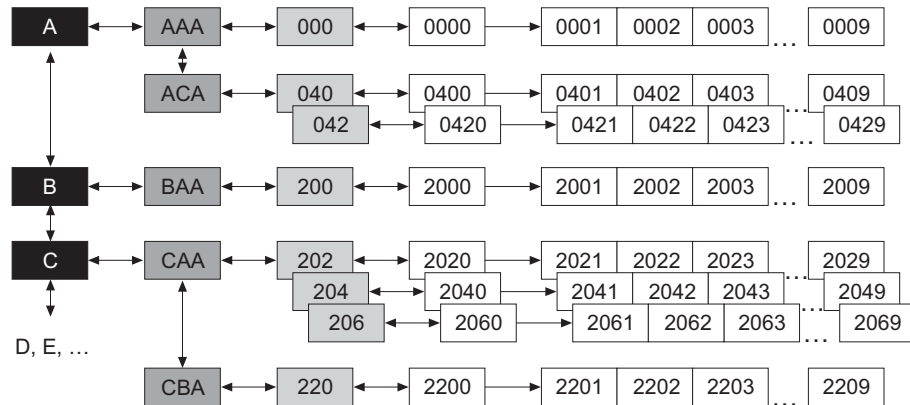 A AAA 000 0000 0001 0002 0003 ... 0009
ACA 040 0400 0401 0402 0403 ... 0409
042 0420 0421 0422 0423 ... 0429
B BAA 200 2000 2001 2002 2003 ... 2009
C CAA 202 2020 2021 2022 2023 ... 2029
204 2040 2041 2042 2043 ... 2049
206 2060 2061 2062 2063 ... 2069
D, E, ...
CBA 220 2200 2201 2202 2203 ... 2209